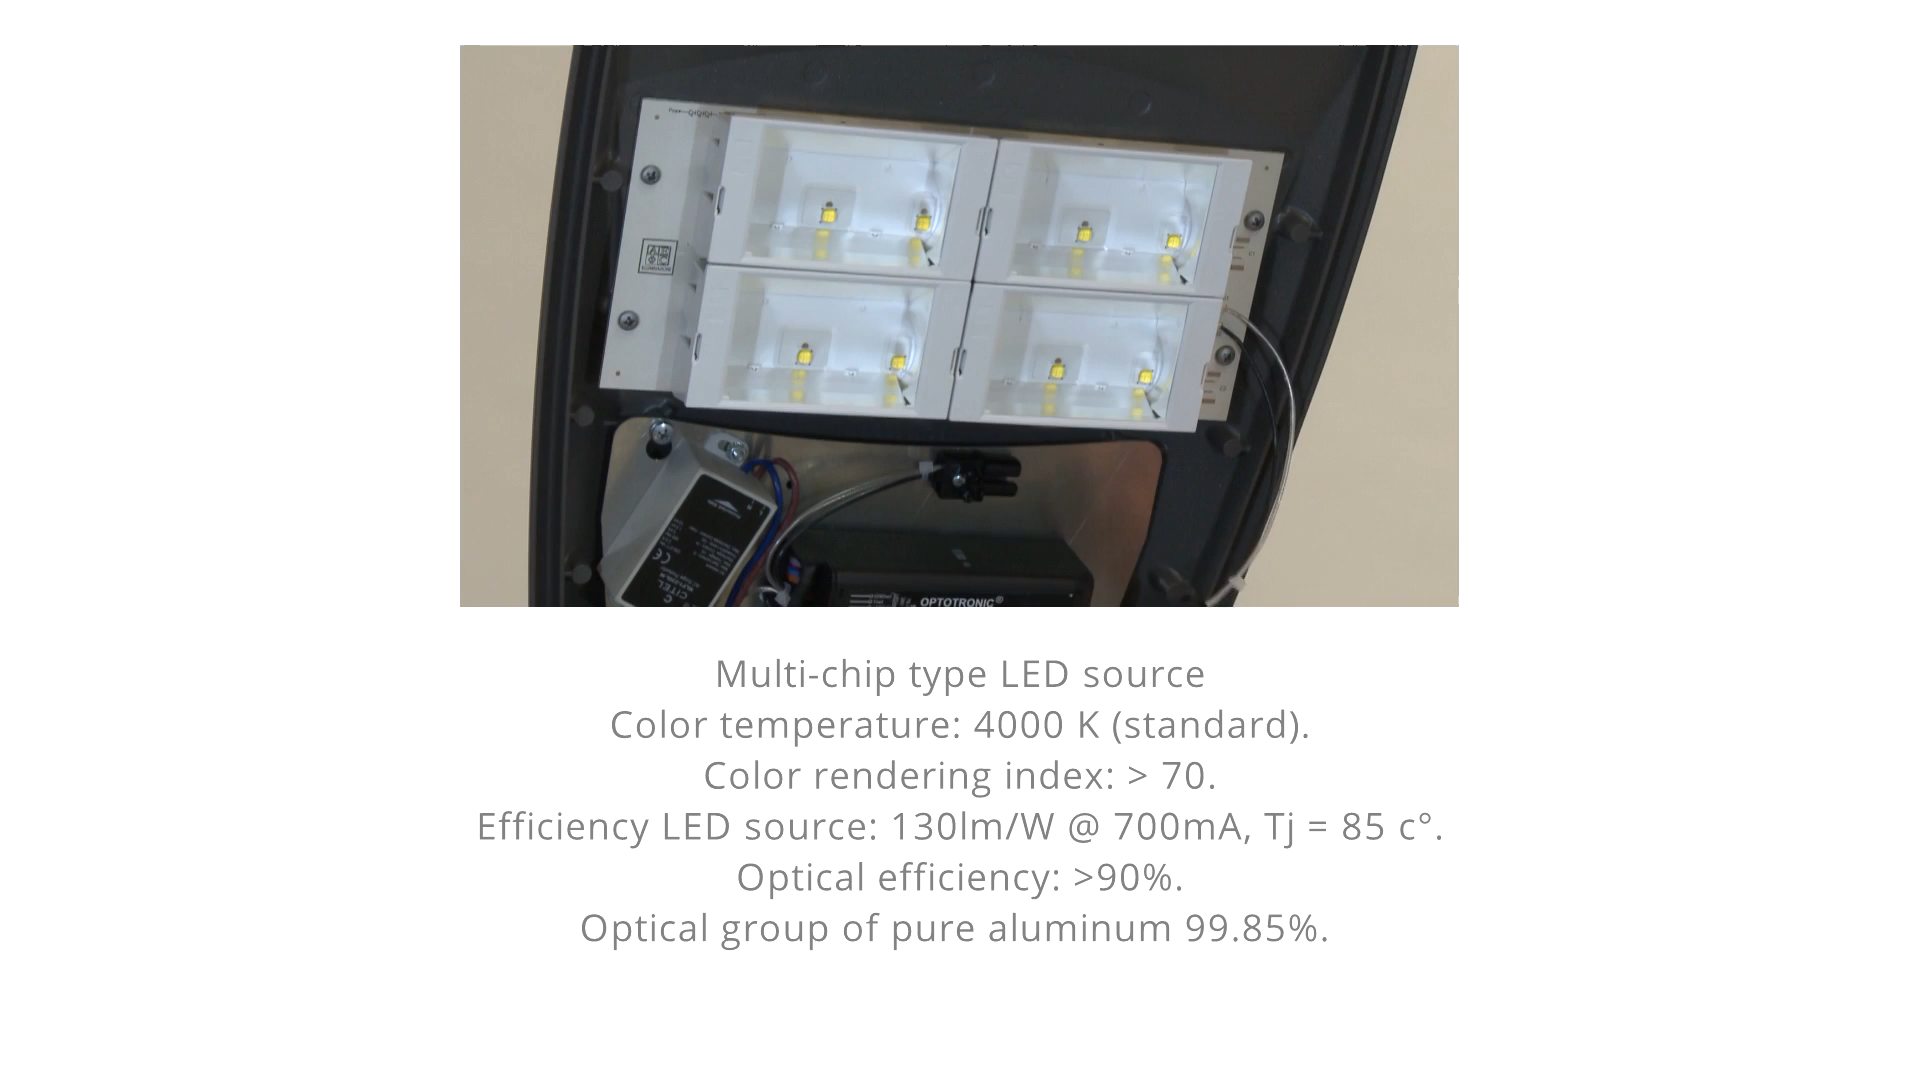 CITEL
OPTOTRONIC®
Multi-chip type LED source
Color temperature: 4000 K (standard).
Color rendering index: > 70.
Efficiency LED source: 130lm/W @ 700mA, Tj = 85 c°.
Optical efficiency: >90%.
Optical group of pure aluminum 99.85%.